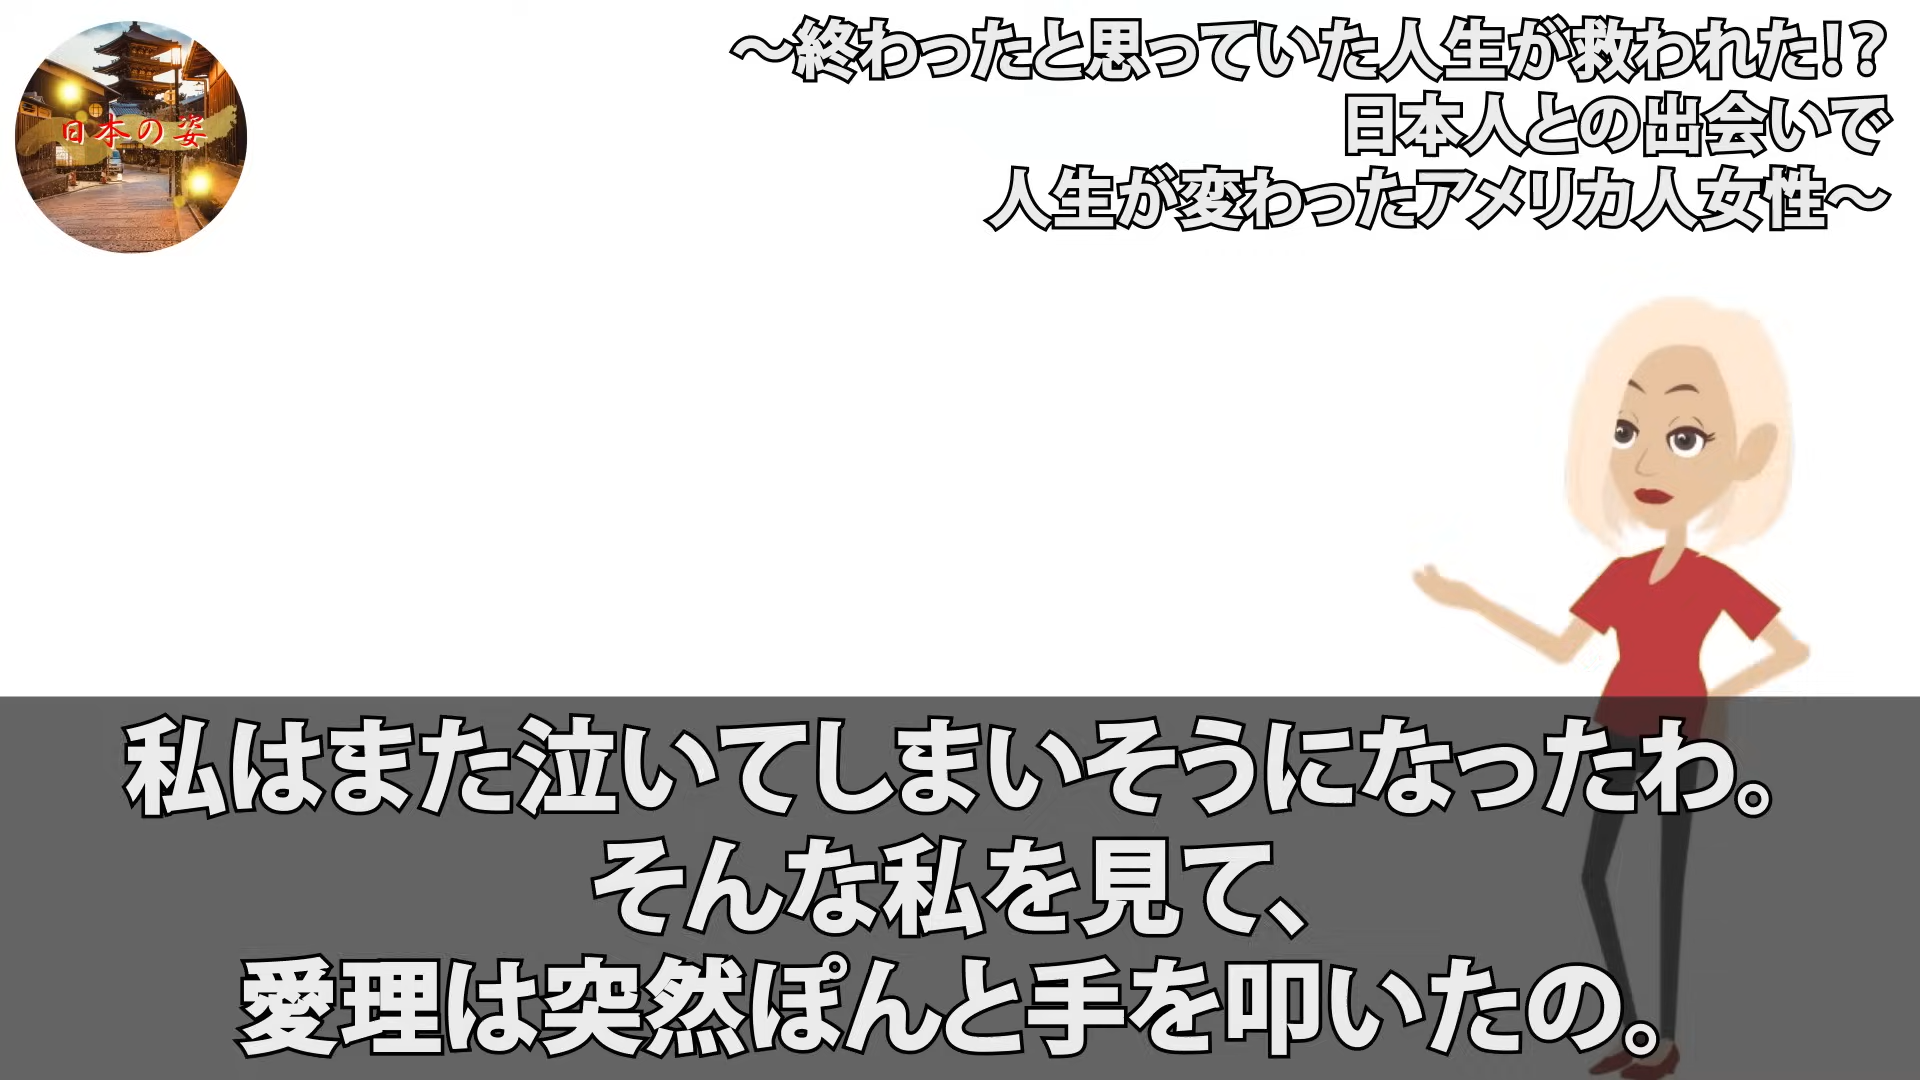 日本の姿
～終わったと思っていた人生が救われた!?
日本人との出会いで
人生が変わったアメリカ人女性～
私はまた泣いてしまいそうになったわ。
そんな私を見て、
愛理は突然ぽんと手を叩いたの。